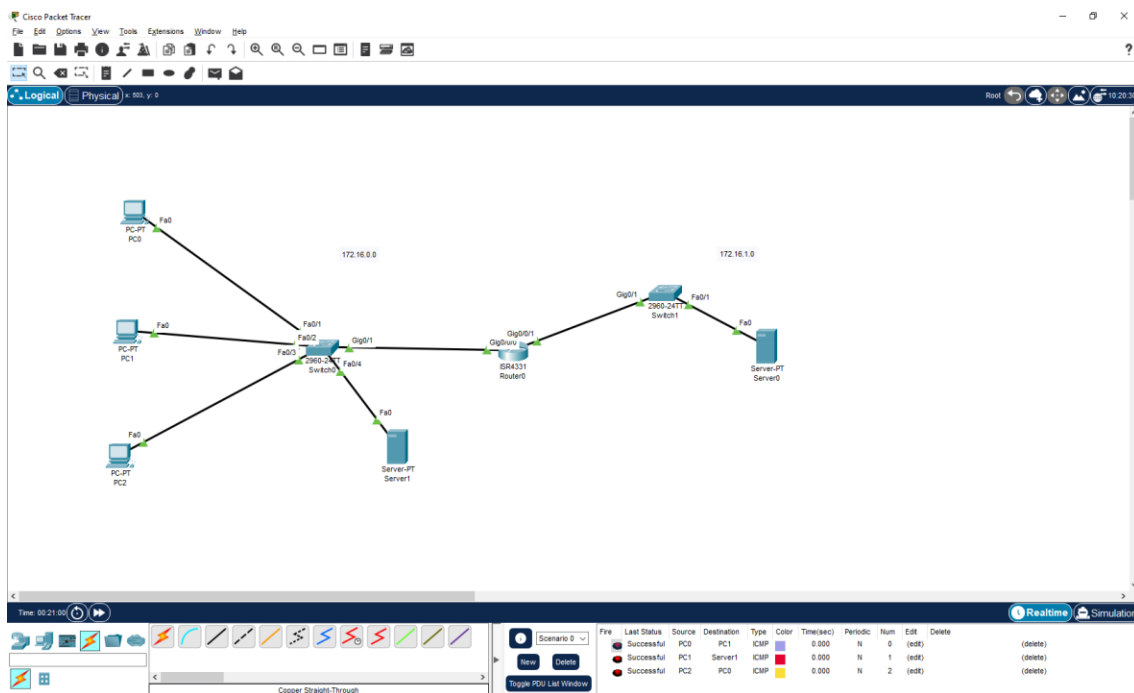 Cisco Packet Tracer
File Edit Options View Tools Extensions Window Help
?
Logical Physical x: 503, y: 0 Root 10:20:30
Fa0
PC-PT
PC0
172.16.0.0
172.16.1.0
Gig0/1
2960-24TT
Fa0/1
Switch1
Fa0
Server-PT
Server0
Fa0
PC-PT
PC1
Fa0/1
Fa0/2
Fa0/3
2960-24TT
Switch0
Gig0/1
Fa0/4
Gig0/0/0
Gig0/0/1
ISR4331
Router0
Fa0
PC-PT
PC2
Fa0
Server-PT
Server1
Time: 00:21:00 Realtime Simulation
Scenario 0
New Delete
Toggle PDU List Window
Copper Straight-Through
Fire Last Status Source Destination Type Color Time(sec) Periodic Num Edit Delete
Successful PC0 PC1 ICMP 0.000 N 0 (edit) (delete)
Successful PC1 Server1 ICMP 0.000 N 1 (edit) (delete)
Successful PC2 PC0 ICMP 0.000 N 2 (edit) (delete)